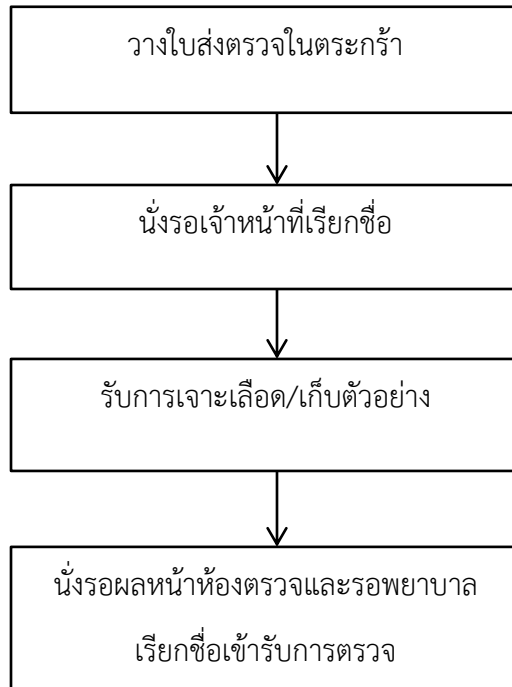 วางใบส่งตรวจในตระกร้า
นั่งรอเจ้าหน้าที่เรียกชื่อ
รับการเจาะเลือด/เก็บตัวอย่าง
นั่งรอผลหน้าห้องตรวจและรอพยาบาล
เรียกชื่อเข้ารับการตรวจ